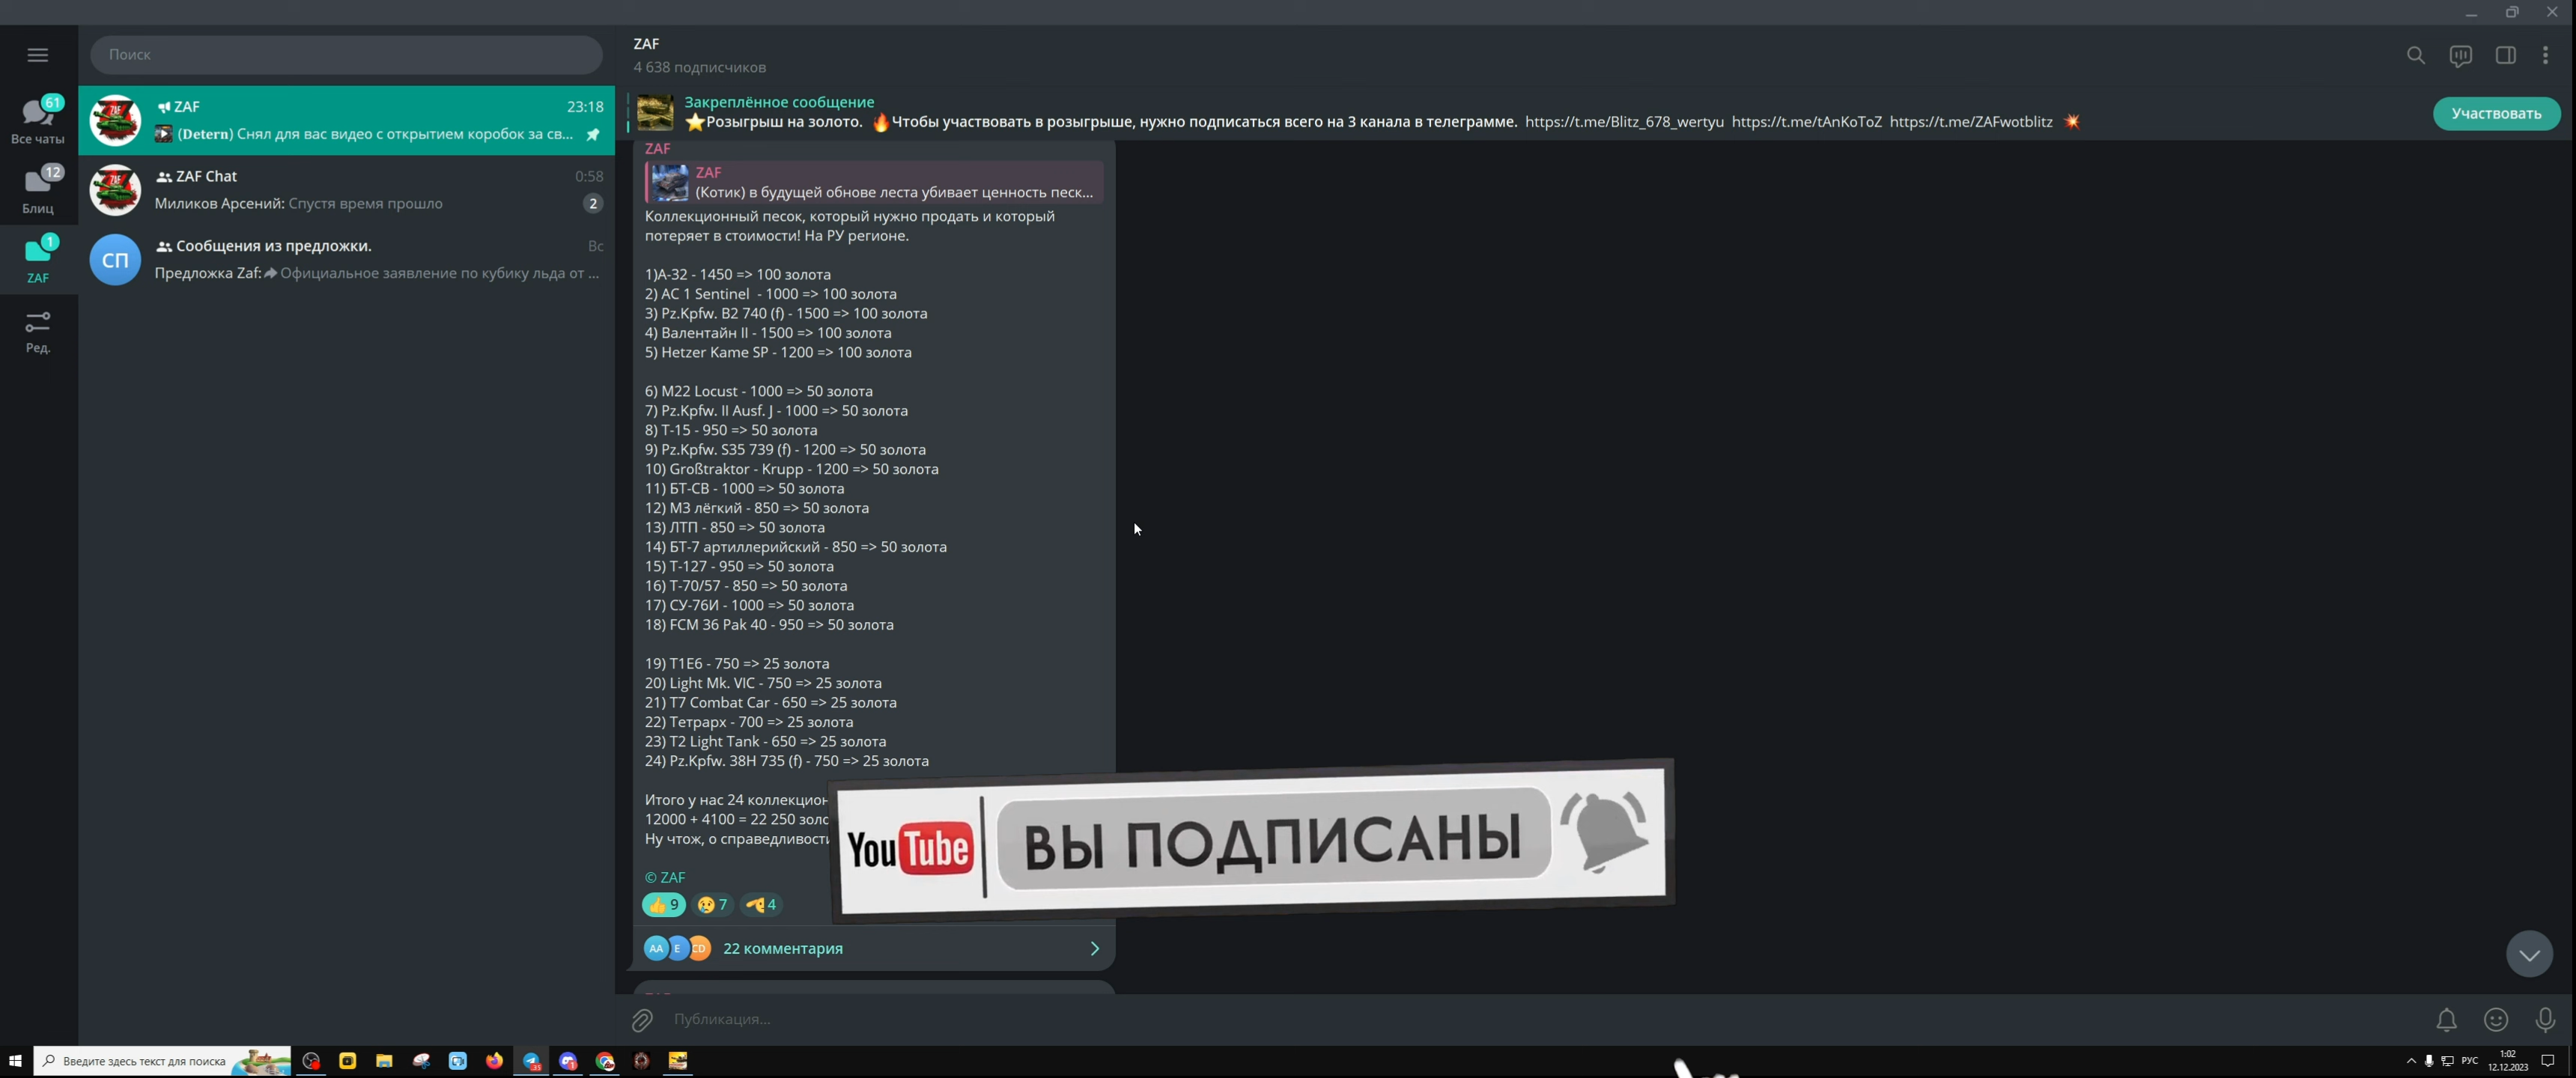 Поиск
ZAF
4 638 подписчиков
61
Все чаты
12
Блиц
1
ZAF
Ред.
ZAF
23:18
(Detern) Снял для вас видео с открытием коробок за св...
ZAF Chat
0:58
Миликов Арсений: Спустя время прошло
2
СП
Сообщения из предложки.
Вс
Предложка Zaf: Официальное заявление по кубику льда от ...
Закреплённое сообщение
⭐Розыгрыш на золото. 🔥Чтобы участвовать в розыгрыше, нужно подписаться всего на 3 канала в телеграмме. https://t.me/Blitz_678_wertyu https://t.me/tAnKoToZ https://t.me/ZAFwotblitz 💥
Участвовать
ZAF
ZAF
(Котик) в будущей обнове леста убивает ценность песк...
Коллекционный песок, который нужно продать и который
потеряет в стоимости! На РУ регионе.
1)А-32 - 1450 => 100 золота
2) AC 1 Sentinel - 1000 => 100 золота
3) Pz.Kpfw. B2 740 (f) - 1500 => 100 золота
4) Валентайн II - 1500 => 100 золота
5) Hetzer Kame SP - 1200 => 100 золота
6) M22 Locust - 1000 => 50 золота
7) Pz.Kpfw. II Ausf. J - 1000 => 50 золота
8) Т-15 - 950 => 50 золота
9) Pz.Kpfw. S35 739 (f) - 1200 => 50 золота
10) Großtraktor - Krupp - 1200 => 50 золота
11) БТ-СВ - 1000 => 50 золота
12) М3 лёгкий - 850 => 50 золота
13) ЛТП - 850 => 50 золота
14) БТ-7 артиллерийский - 850 => 50 золота
15) Т-127 - 950 => 50 золота
16) Т-70/57 - 850 => 50 золота
17) СУ-76И - 1000 => 50 золота
18) FCM 36 Pak 40 - 950 => 50 золота
19) T1E6 - 750 => 25 золота
20) Light Mk. VIC - 750 => 25 золота
21) T7 Combat Car - 650 => 25 золота
22) Тетрарх - 700 => 25 золота
23) T2 Light Tank - 650 => 25 золота
24) Pz.Kpfw. 38H 735 (f) - 750 => 25 золота
Итого у нас 24 коллекцион
12000 + 4100 = 22 250 золо
Ну чтож, о справедливост
© ZAF
👍 9 😢 7 4
AA E CD 22 комментария
YouTube ВЫ ПОДПИСАНЫ
Публикация...
Введите здесь текст для поиска
РУС
1:02
12.12.2023